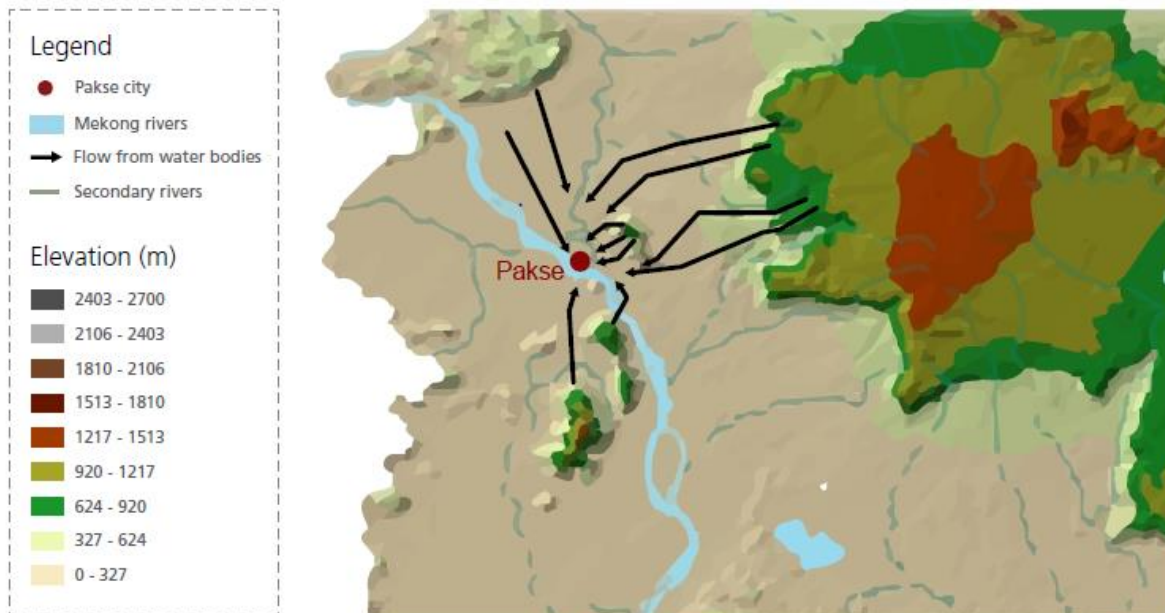 Legend
Pakse city
Mekong rivers
Flow from water bodies
Secondary rivers
Elevation (m)
2403 - 2700
2106 - 2403
1810 - 2106
1513 - 1810
1217 - 1513
920 - 1217
624 - 920
327 - 624
0 - 327
Pakse